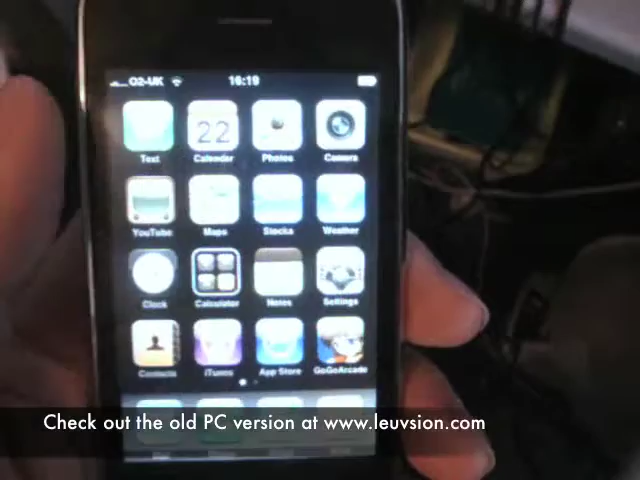 O2-UK 16:19
Text Calendar Photos Camera
22
YouTube Maps Stocks Weather
Clock Calculator Notes Settings
Contacts iTunes App Store GoGoArcade
Check out the old PC version at www.leuvsion.com